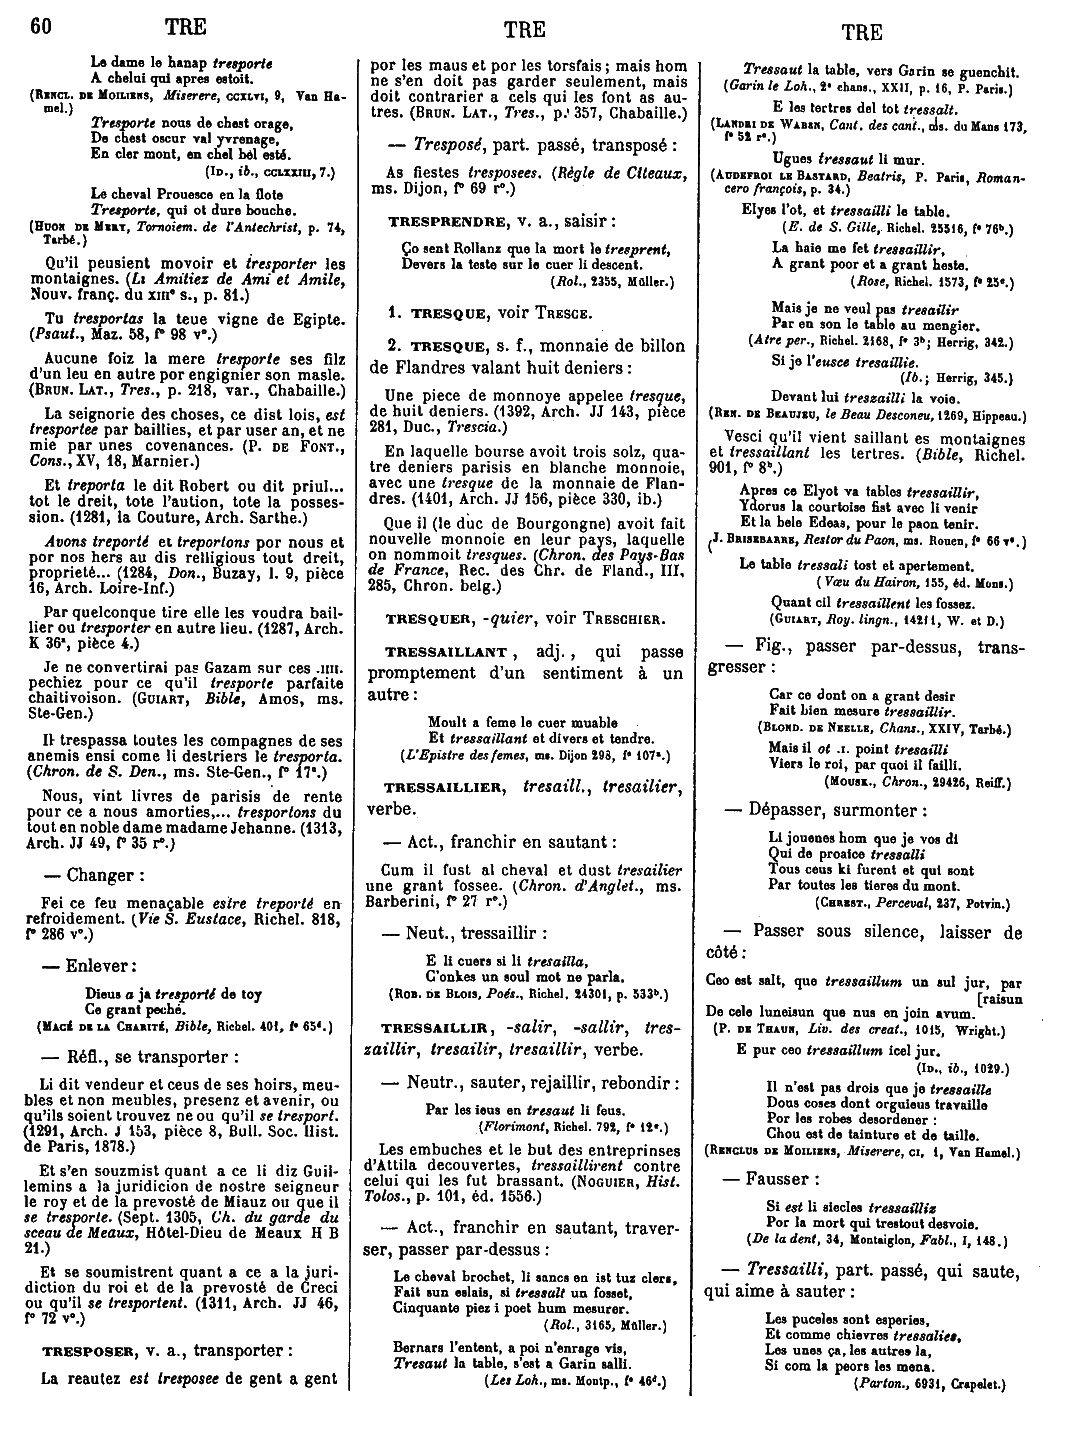 60 TRE
TRE
TRE
Le dame le hanap tresporte
A chelui qui apres estoit.
(Rencl. de Moiliens, Miserere, ccxlvi, 9, Van Ha-
mel.)
Tresporte nous de chest orage,
De chest oscur val yvrenage,
En cler mont, en chel bel esté.
(Id., ib., cclxxiii, 7.)
Le cheval Prouesce en la flote
Tresporte, qui ot dure bouche.
(Huon de Mery, Tornoiem. de l'Antechrist, p. 74,
Tarbé.)
Qu'il peusient movoir et tresporter les
montaignes. (Li Amitiez de Ami et Amile,
Nouv. franç. du xiiiᵉ s., p. 81.)
Tu tresportas la teue vigne de Egipte.
(Psaut., Maz. 58, fº 98 vº.)
Aucune foiz la mere tresporte ses filz
d'un leu en autre por engignier son masle.
(Brun. Lat., Tres., p. 218, var., Chabaille.)
La seignorie des choses, ce dist lois, est
tresportee par baillies, et par user an, et ne
mie par unes covenances. (P. de Font.,
Cons., XV, 18, Marnier.)
Et treporta le dit Robert ou dit priul...
tot le dreit, tote l'aution, tote la posses-
sion. (1281, la Couture, Arch. Sarthe.)
Avons treporté et treportons por nous et
por nos hers au dis relligious tout dreit,
proprieté... (1284, Don., Buzay, l. 9, pièce
16, Arch. Loire-Inf.)
Par quelconque tire elle les voudra bail-
lier ou tresporter en autre lieu. (1287, Arch.
K 36ᵃ, pièce 4.)
Je ne convertirai pas Gazam sur ces .iiii.
pechiez pour ce qu'il tresporte parfaite
chaitivoison. (Guiart, Bible, Amos, ms.
Ste-Gen.)
Il trespassa toutes les compagnes de ses
anemis ensi come li destriers le tresporta.
(Chron. de S. Den., ms. Ste-Gen., fº 17ᵃ.)
Nous, vint livres de parisis de rente
pour ce a nous amorties,... tresportons du
tout en noble dame madame Jehanne. (1313,
Arch. JJ 49, fº 35 rº.)
— Changer :
Fei ce feu menaçable estre treporté en
refroidement. (Vie S. Eustace, Richel. 818,
fº 286 vº.)
— Enlever :
Dieus a ja tresporté de toy
Ce grant peché.
(Macé de la Charité, Bible, Richel. 401, fº 65ᵈ.)
— Réfl., se transporter :
Li dit vendeur et ceus de ses hoirs, meu-
bles et non meubles, presenz et avenir, ou
qu'ils soient trouvez ne ou qu'il se tresport.
(1291, Arch. J 153, pièce 8, Bull. Soc. Hist.
de Paris, 1878.)
Et s'en souzmist quant a ce li diz Guil-
lemins a la juridicion de nostre seigneur
le roy et de la prevosté de Miauz ou que il
se tresporte. (Sept. 1305, Ch. du garde du
sceau de Meaux, Hôtel-Dieu de Meaux H B
21.)
Et se soumistrent quant a ce a la juri-
diction du roi et de la prevosté de Creci
ou qu'il se tresportent. (1311, Arch. JJ 46,
fº 72 vº.)
TRESPOSER, v. a., transporter :
La reautez est tresposee de gent a gent
por les maus et por les torsfais ; mais hom
ne s'en doit pas garder seulement, mais
doit contrarier a cels qui les font as au-
tres. (Brun. Lat., Tres., p. 357, Chabaille.)
— Tresposé, part. passé, transposé :
As fiestes tresposees. (Règle de Cîteaux,
ms. Dijon, fº 69 rº.)
TRESPRENDRE, v. a., saisir :
Ço sent Rollanz que la mort le tresprent,
Devers la teste sur le cuer li descent.
(Rol., 2355, Müller.)
1. TRESQUE, voir Tresce.
2. TRESQUE, s. f., monnaie de billon
de Flandres valant huit deniers :
Une piece de monnoye appelee tresque,
de huit deniers. (1392, Arch. JJ 143, pièce
281, Duc., Trescia.)
En laquelle bourse avoit trois solz, qua-
tre deniers parisis en blanche monnoie,
avec une tresque de la monnaie de Flan-
dres. (1401, Arch. JJ 156, pièce 330, ib.)
Que il (le duc de Bourgongne) avoit fait
nouvelle monnoie en leur pays, laquelle
on nommoit tresques. (Chron. des Pays-Bas
de France, Rec. des Chr. de Fland., III,
285, Chron. belg.)
TRESQUER, -quier, voir Treschier.
TRESSAILLANT, adj., qui passe
promptement d'un sentiment à un
autre :
Moult a feme le cuer muable
Et tressaillant et divers et tendre.
(L'Epistre des femes, ms. Dijon 298, fº 107ᵃ.)
TRESSAILLIER, tresaill., tresailier,
verbe.
— Act., franchir en sautant :
Cum il fust al cheval et dust tresailier
une grant fossee. (Chron. d'Anglet., ms.
Barberini, fº 27 rº.)
— Neut., tressaillir :
E li cuers si li tresailla,
C'onkes un soul mot ne parla.
(Rob. de Blois, Poés., Richel. 24301, p. 533ᵇ.)
TRESSAILLIR, -salir, -sallir, tres-
zaillir, tresailir, tresaillir, verbe.
— Neutr., sauter, rejaillir, rebondir :
Par les ieus en tresaut li feus.
(Florimont, Richel. 792, fº 12ᵉ.)
Les embuches et le but des entreprinses
d'Attila decouvertes, tressaillirent contre
celui qui les fut brassant. (Noguier, Hist.
Tolos., p. 101, éd. 1556.)
— Act., franchir en sautant, traver-
ser, passer par-dessus :
Le cheval brochet, li sancs en ist tuz clers,
Fait sun eslais, si tressalt un fosset,
Cinquante piez i poet hum mesurer.
(Rol., 3165, Müller.)
Bernars l'entent, a poi n'enrage vis,
Tresaut la table, s'est a Garin salli.
(Les Loh., ms. Montp., fº 46ᵈ.)
Tressaut la table, vers Garin se guenchit.
(Garin le Loh., 2ᵉ chans., XXII, p. 16, P. Paris.)
E les tertres del tot tressalt.
(Landri de Waben, Cant. des cant., ms. du Mans 173,
fº 52 rº.)
Ugues tressaut li mur.
(Audefroi le Bastard, Beatris, P. Paris, Roman-
cero françois, p. 34.)
Elyes l'ot, et tressailli le table.
(E. de S. Gille, Richel. 25516, fº 76ᵇ.)
La haie me fet tressaillir,
A grant poor et a grant heste.
(Rose, Richel. 1573, fº 25ᵉ.)
Mais je ne veul pas tresailir
Par en son le table au mengier.
(Atre per., Richel. 2168, fº 3ᵇ; Herrig, 342.)
Si je l'eusce tresaillie.
(Ib.; Herrig, 345.)
Devant lui treszailli la voie.
(Ren. de Beaujeu, le Beau Desconeu, 1269, Hippeau.)
Vesci qu'il vient saillant es montaignes
et tressaillant les tertres. (Bible, Richel.
901, fº 8ᵇ.)
Apres ce Elyot va tables tressaillir,
Ydorus la courtoise fist avec li venir
Et la bele Edeas, pour le paon tenir.
(J. Brisebarre, Restor du Paon, ms. Rouen, fº 66 vº.)
Le table tressali tost et apertement.
(Vœu du Hairon, 155, éd. Mons.)
Quant cil tressaillent les fossez.
(Guiart, Roy. lingn., 14211, W. et D.)
— Fig., passer par-dessus, trans-
gresser :
Car ce dont on a grant desir
Fait bien mesure tressaillir.
(Blond. de Neelle, Chans., XXIV, Tarbé.)
Mais il ot .i. point tresailli
Viers le roi, par quoi il failli.
(Mousk., Chron., 29426, Reiff.)
— Dépasser, surmonter :
Li jouenes hom que je vos di
Qui de proaice tressalli
Tous ceus ki furent et qui sont
Par toutes les tieres du mont.
(Chrest., Perceval, 237, Potvin.)
— Passer sous silence, laisser de
côté :
Ceo est salt, que tressaillum un sul jur, par
[raisun
De cele luneisun que nus en join avum.
(P. de Thaun, Liv. des creat., 1015, Wright.)
E pur ceo tressaillum icel jur.
(Id., ib., 1029.)
Il n'est pas drois que je tressaille
Dous coses dont orguieus travaille
Por les robes desordener :
Chou est de tainture et de taille.
(Renclus de Moiliens, Miserere, ci, 1, Van Hamel.)
— Fausser :
Si est li siecles tressailliz
Por la mort qui trestout desvoie.
(De la dent, 34, Montaiglon, Fabl., I, 148.)
— Tressailli, part. passé, qui saute,
qui aime à sauter :
Les puceles sont esperies,
Et comme chievres tressalies,
Les unes ça, les autres la,
Si com la peors les mena.
(Parton., 6931, Crapelet.)